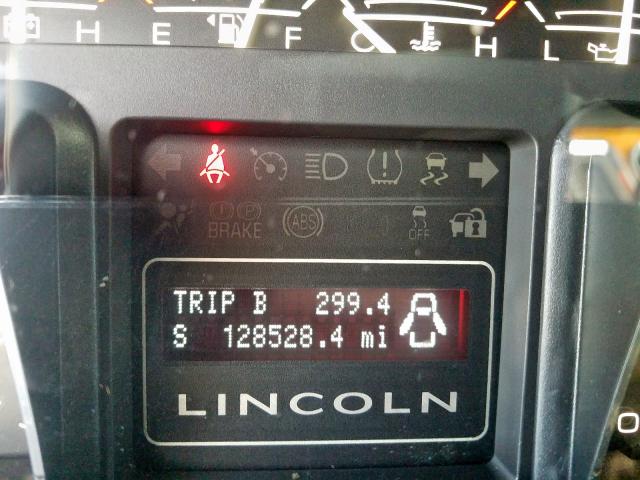 H E F H L
BRAKE ABS OFF
TRIP B 299.4
S 128528.4 mi
LINCOLN